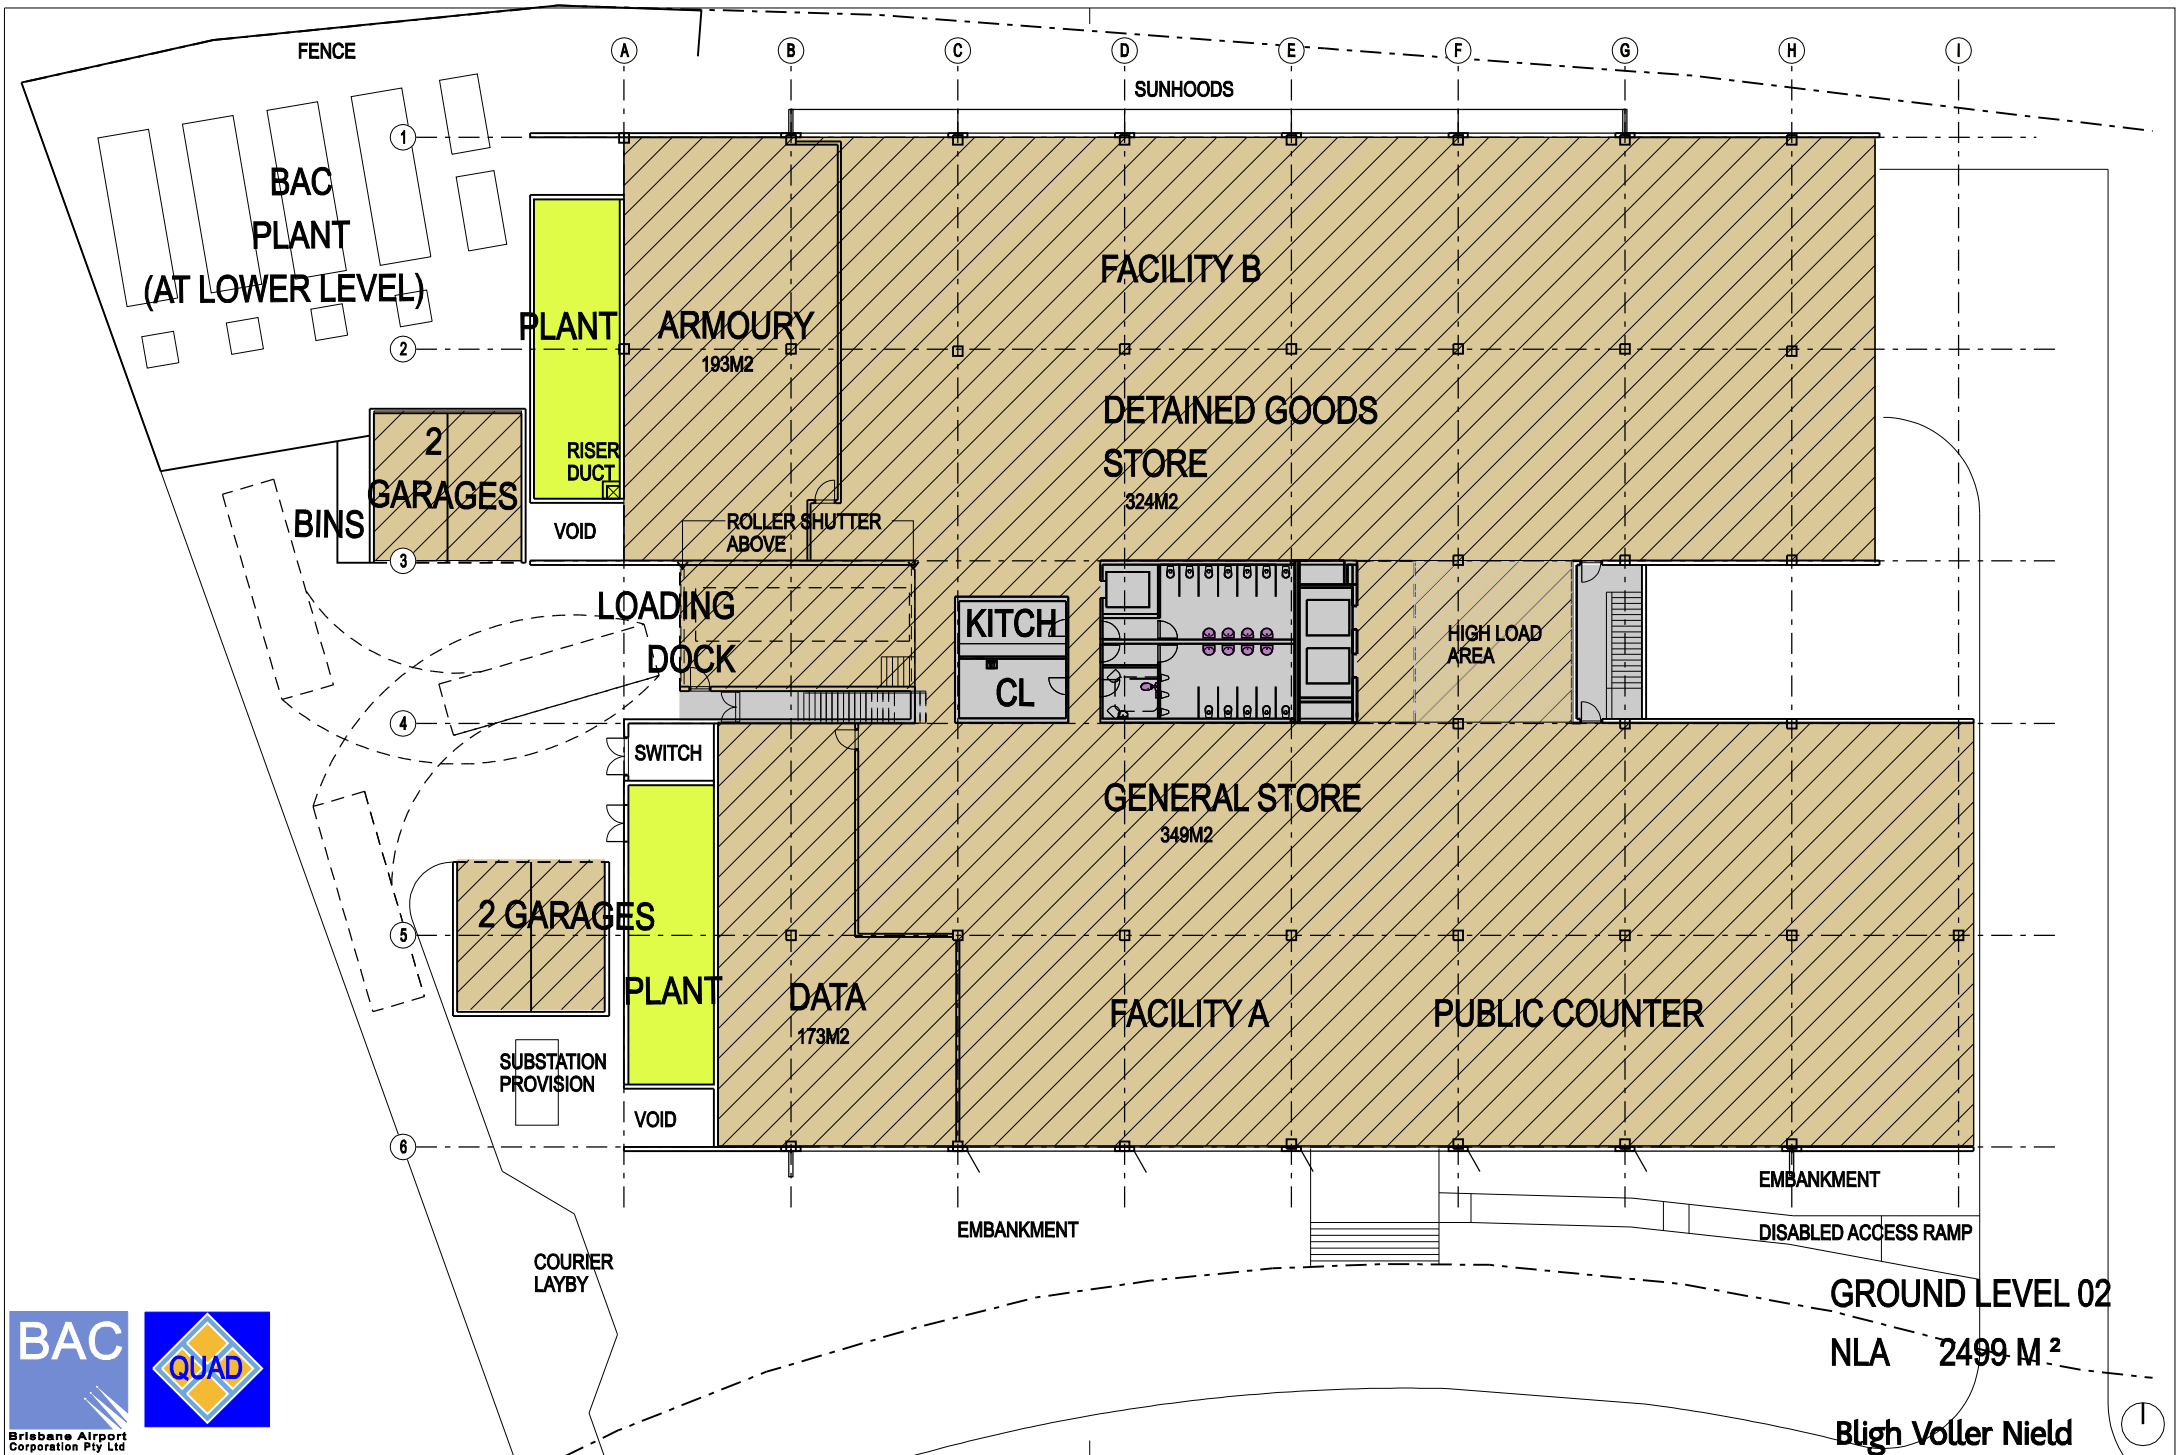 FENCE
A B C D E F G H I
SUNHOODS
1
BAC
PLANT
(AT LOWER LEVEL)
FACILITY B
PLANT
ARMOURY
193M2
2
DETAINED GOODS
STORE
324M2
2
GARAGES
RISER
DUCT
BINS
VOID
ROLLER SHUTTER
ABOVE
3
LOADING
DOCK
KITCH
CL
HIGH LOAD
AREA
4
SWITCH
GENERAL STORE
349M2
2 GARAGES
5
PLANT
DATA
173M2
FACILITY A
PUBLIC COUNTER
SUBSTATION
PROVISION
VOID
6
EMBANKMENT
EMBANKMENT
DISABLED ACCESS RAMP
COURIER
LAYBY
GROUND LEVEL 02
NLA 2499 M ²
BAC
QUAD
Brisbane Airport
Corporation Pty Ltd
Bligh Voller Nield